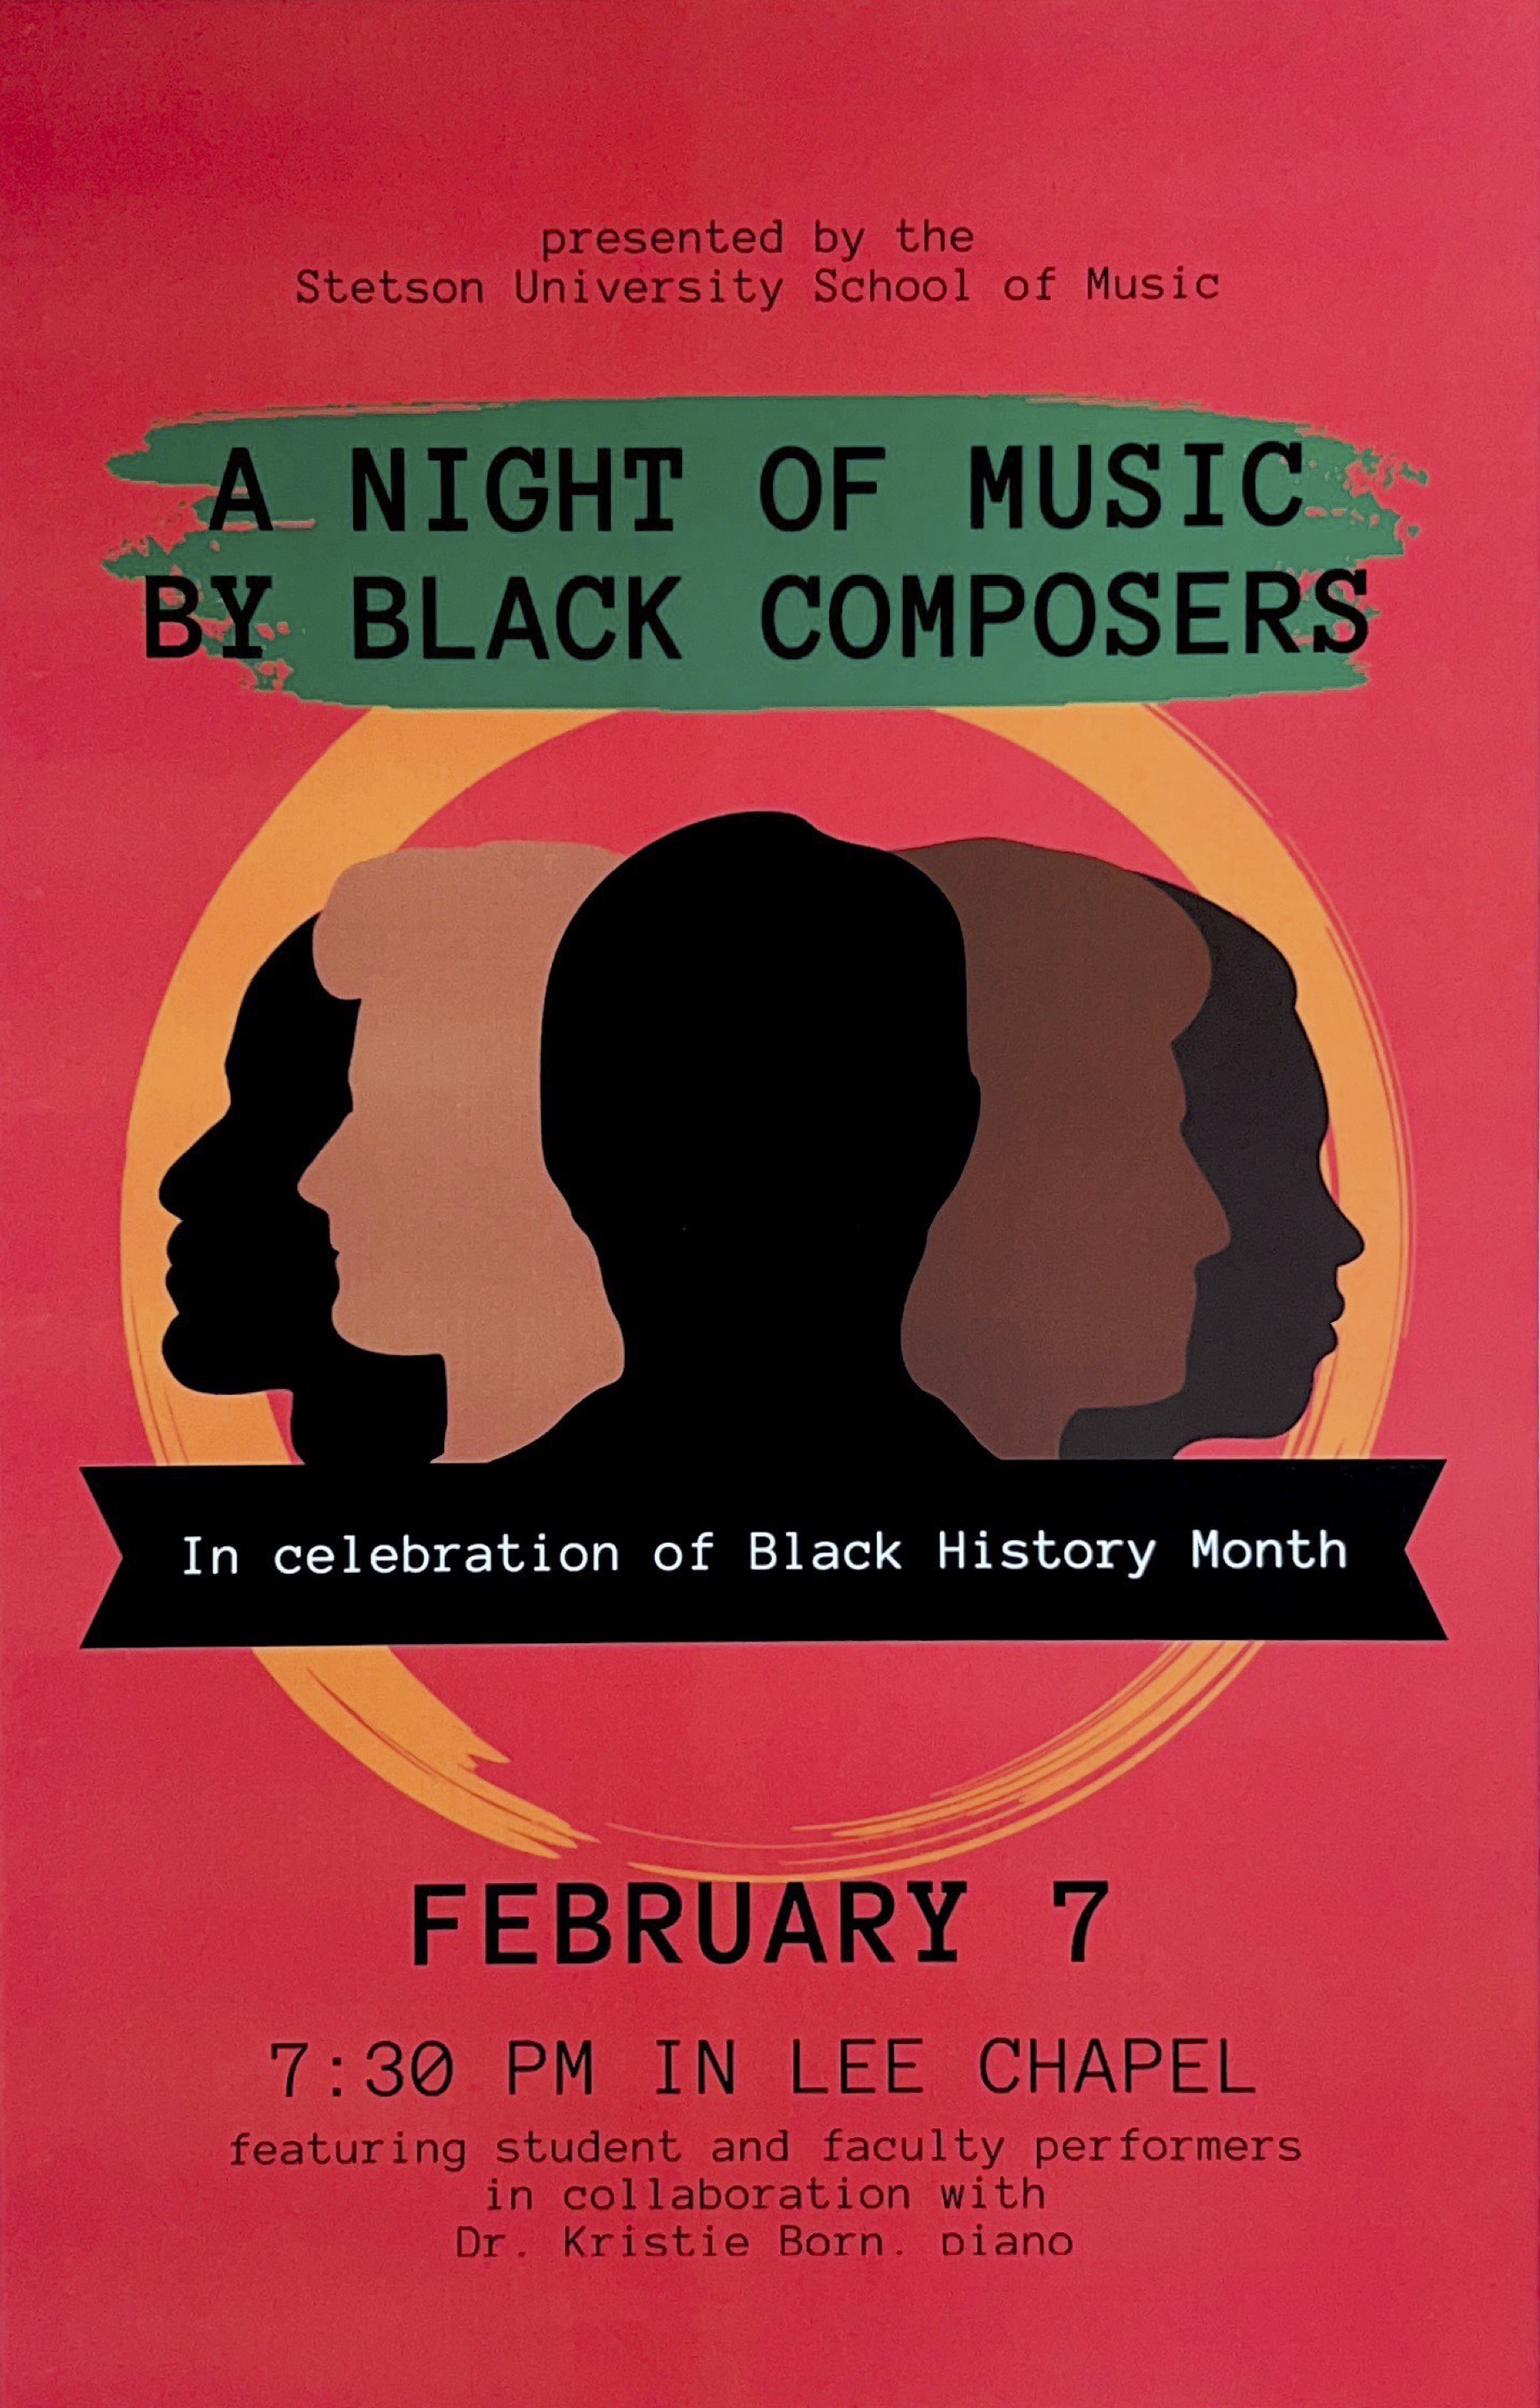 presented by the
Stetson University School of Music
A NIGHT OF MUSIC
BY BLACK COMPOSERS
In celebration of Black History Month
FEBRUARY 7
7:30 PM IN LEE CHAPEL
featuring student and faculty performers
in collaboration with
Dr. Kristie Born, piano